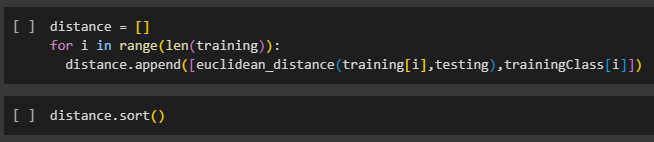 [ ] distance = []
for i in range(len(training)):
  distance.append([euclidean_distance(training[i],testing),trainingClass[i]])
[ ] distance.sort()